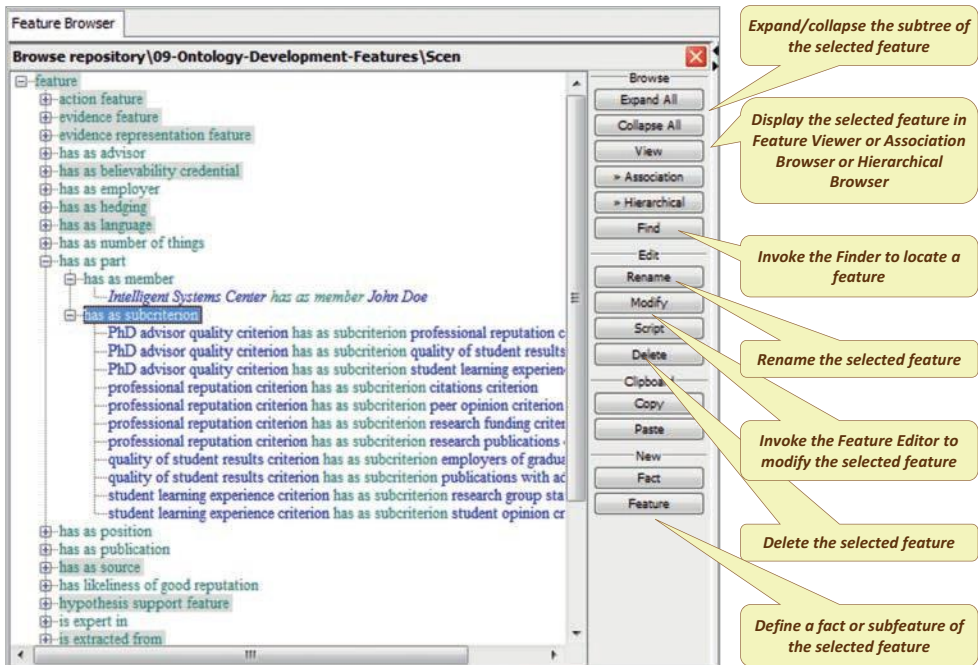 Feature Browser
Browse repository\09-Ontology-Development-Features\Scen
feature
action feature
evidence feature
evidence representation feature
has as advisor
has as believability credential
has as employer
has as hedging
has as language
has as number of things
has as part
has as member
Intelligent Systems Center has as member John Doe
has as subcriterion
PhD advisor quality criterion has as subcriterion professional reputation c
PhD advisor quality criterion has as subcriterion quality of student results
PhD advisor quality criterion has as subcriterion student learning experien
professional reputation criterion has as subcriterion citations criterion
professional reputation criterion has as subcriterion peer opinion criterion
professional reputation criterion has as subcriterion research funding criter
professional reputation criterion has as subcriterion research publications
quality of student results criterion has as subcriterion employers of gradua
quality of student results criterion has as subcriterion publications with ad
student learning experience criterion has as subcriterion research group sta
student learning experience criterion has as subcriterion student opinion cr
has as position
has as publication
has as source
has likeliness of good reputation
hypothesis support feature
is expert in
is extracted from
Browse
Expand All
Collapse All
View
» Association
» Hierarchical
Find
Edit
Rename
Modify
Script
Delete
Clipboard
Copy
Paste
New
Fact
Feature
Expand/collapse the subtree of
the selected feature
Display the selected feature in
Feature Viewer or Association
Browser or Hierarchical
Browser
Invoke the Finder to locate a
feature
Rename the selected feature
Invoke the Feature Editor to
modify the selected feature
Delete the selected feature
Define a fact or subfeature of
the selected feature